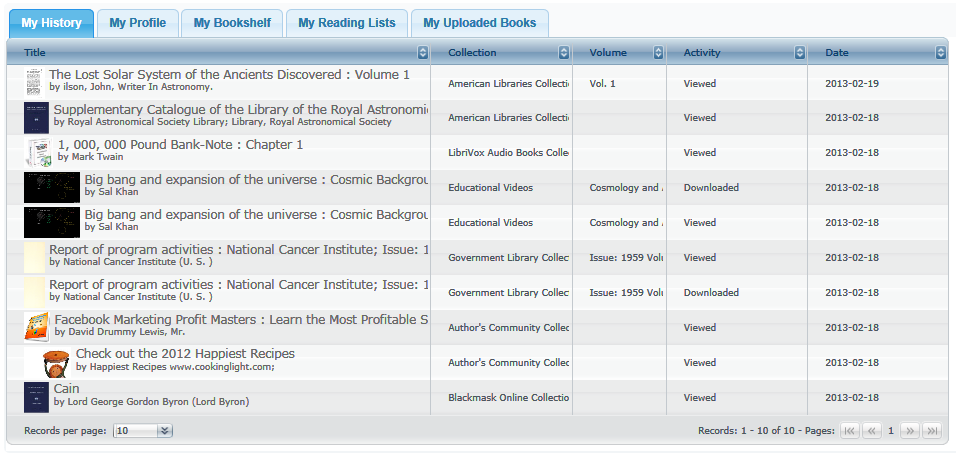 My History My Profile My Bookshelf My Reading Lists My Uploaded Books
Title Collection Volume Activity Date
The Lost Solar System of the Ancients Discovered : Volume 1
by ilson, John, Writer In Astronomy.
American Libraries Collecti Vol. 1 Viewed 2013-02-19
Supplementary Catalogue of the Library of the Royal Astronomic
by Royal Astronomical Society Library; Library, Royal Astronomical Society
American Libraries Collecti Viewed 2013-02-18
1, 000, 000 Pound Bank-Note : Chapter 1
by Mark Twain
LibriVox Audio Books Colle Viewed 2013-02-18
Big bang and expansion of the universe : Cosmic Backgrou
by Sal Khan
Educational Videos Cosmology and A Downloaded 2013-02-18
Big bang and expansion of the universe : Cosmic Backgrou
by Sal Khan
Educational Videos Cosmology and A Viewed 2013-02-18
Report of program activities : National Cancer Institute; Issue: 1
by National Cancer Institute (U. S. )
Government Library Collect Issue: 1959 Volu Viewed 2013-02-18
Report of program activities : National Cancer Institute; Issue: 1
by National Cancer Institute (U. S. )
Government Library Collect Issue: 1959 Volu Downloaded 2013-02-18
Facebook Marketing Profit Masters : Learn the Most Profitable S
by David Drummy Lewis, Mr.
Author's Community Collec Viewed 2013-02-18
Check out the 2012 Happiest Recipes
by Happiest Recipes www.cookinglight.com;
Author's Community Collec Viewed 2013-02-18
Cain
by Lord George Gordon Byron (Lord Byron)
Blackmask Online Collectio Viewed 2013-02-18
Records per page: 10 Records: 1 - 10 of 10 - Pages: 1